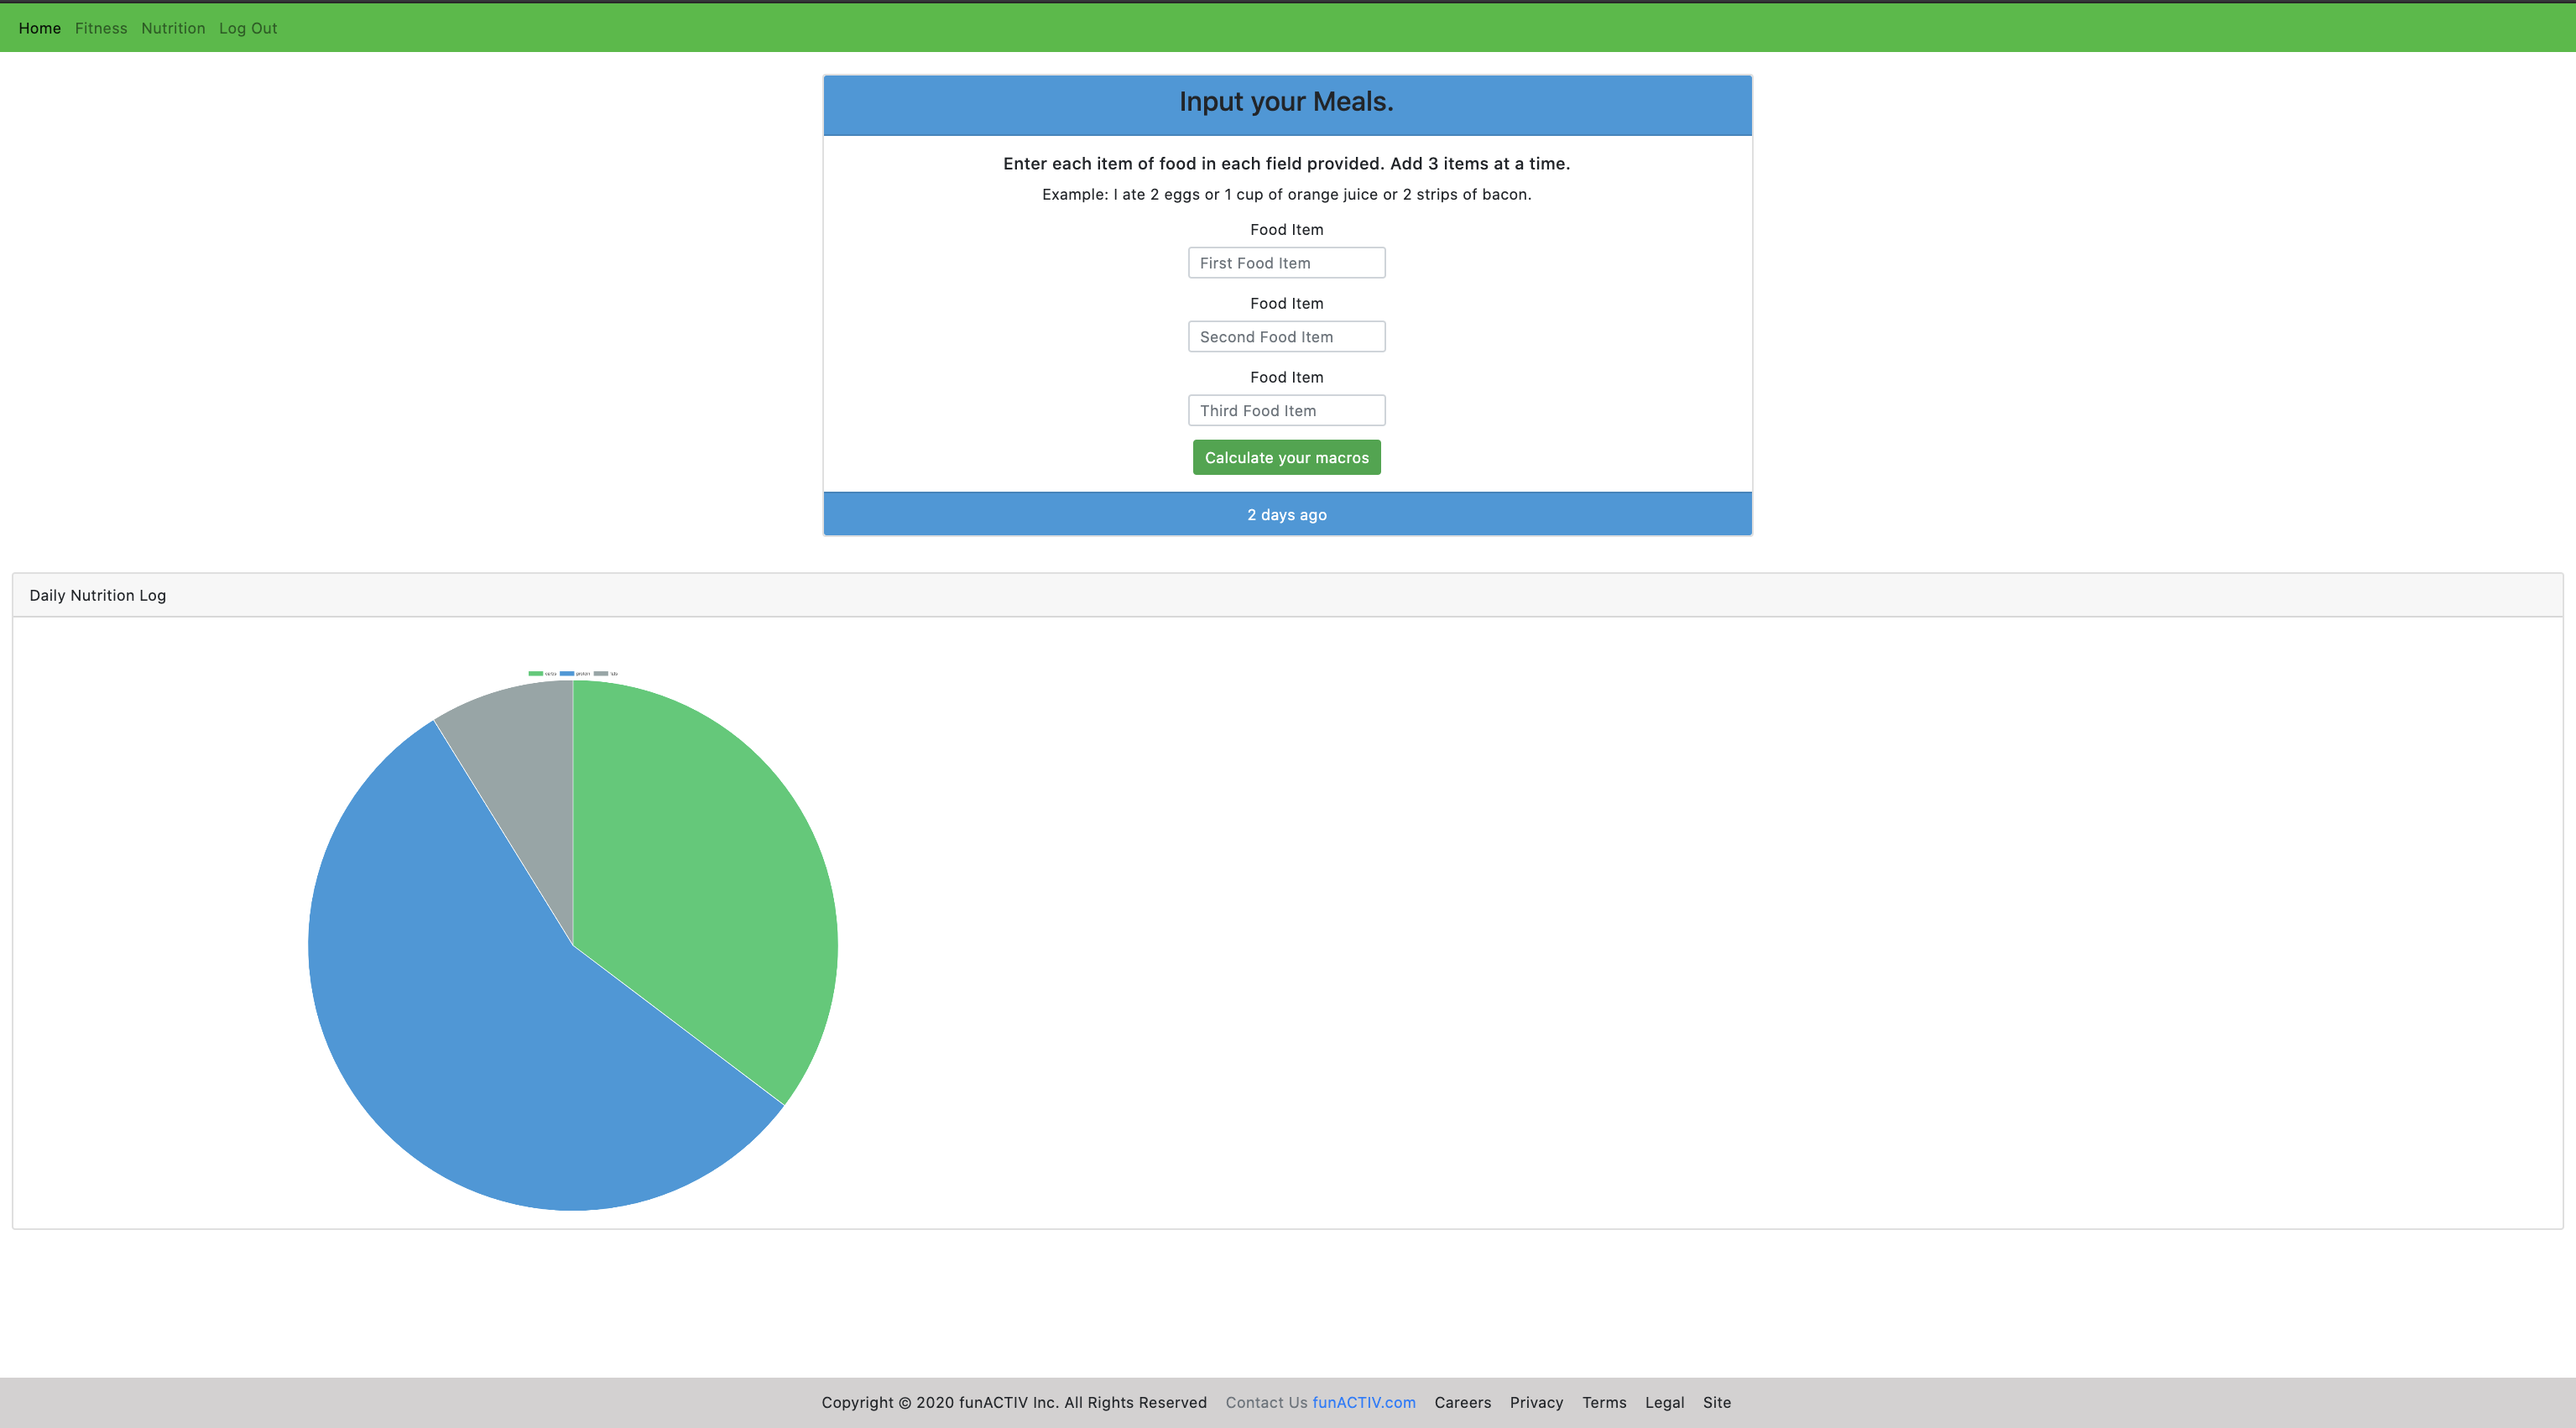 Home Fitness Nutrition Log Out
Input your Meals.
Enter each item of food in each field provided. Add 3 items at a time.
Example: I ate 2 eggs or 1 cup of orange juice or 2 strips of bacon.
Food Item
First Food Item
Food Item
Second Food Item
Food Item
Third Food Item
Calculate your macros
2 days ago
Daily Nutrition Log
protein
Copyright © 2020 funACTIV Inc. All Rights Reserved Contact Us funACTIV.com Careers Privacy Terms Legal Site